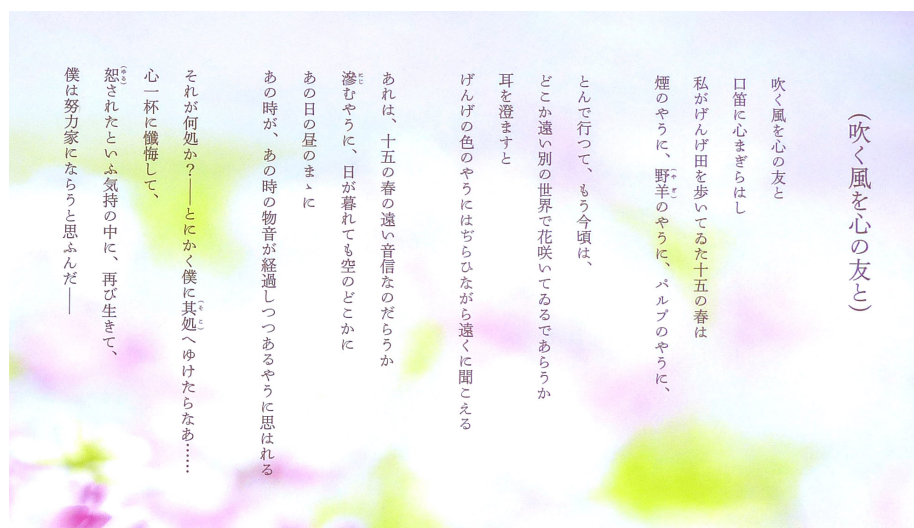 (吹く風を心の友と)
吹く風を心の友と
口笛に心まぎらはし
私がげんげ田を歩いてゐた十五の春は
煙のやうに、野羊(やぎ)のやうに、パルプのやうに、
とんで行つて、もう今頃は、
どこか遠い別の世界で花咲いてゐるであらうか
耳を澄ますと
げんげの色のやうにはぢらひながら遠くに聞こえる
あれは、十五の春の遠い音信なのだらうか
滲(にじ)むやうに、日が暮れても空のどこかに
あの日の昼のまゝに
あの時が、あの時の物音が経過しつつあるやうに思はれる
それが何処か?――とにかく僕に其処(そこ)へゆけたらなあ……
心一杯に懺悔して、
恕(ゆる)されたといふ気持の中に、再び生きて、
僕は努力家にならうと思ふんだ――